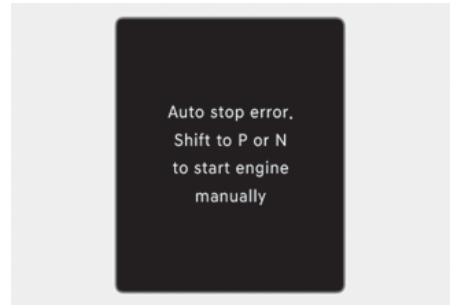 Auto stop error.
Shift to P or N
to start engine
manually